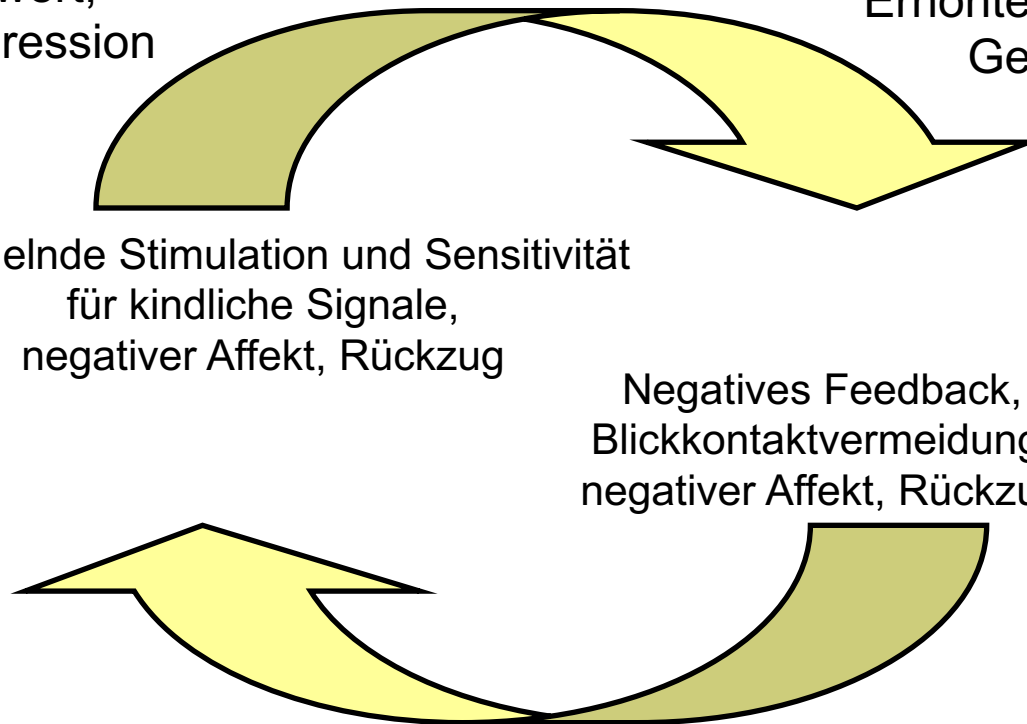 ression
Ge
elnde Stimulation und Sensitivität
für kindliche Signale,
negativer Affekt, Rückzug
Negatives Feedback,
Blickkontaktvermeidung
negativer Affekt, Rückzu